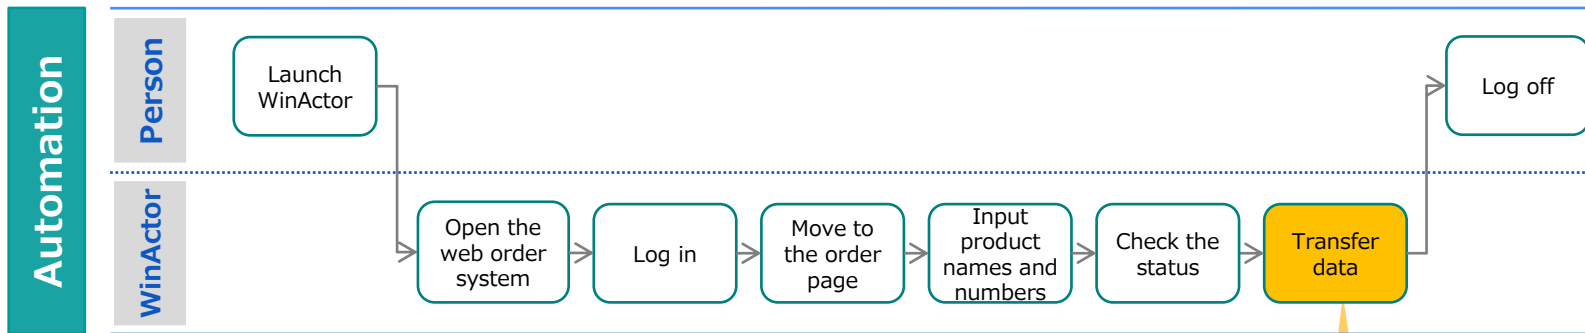 Automation
Person
Launch
WinActor
Log off
WinActor
Open the
web order
system
Log in
Move to
the order
page
Input
product
names and
numbers
Check the
status
Transfer
data